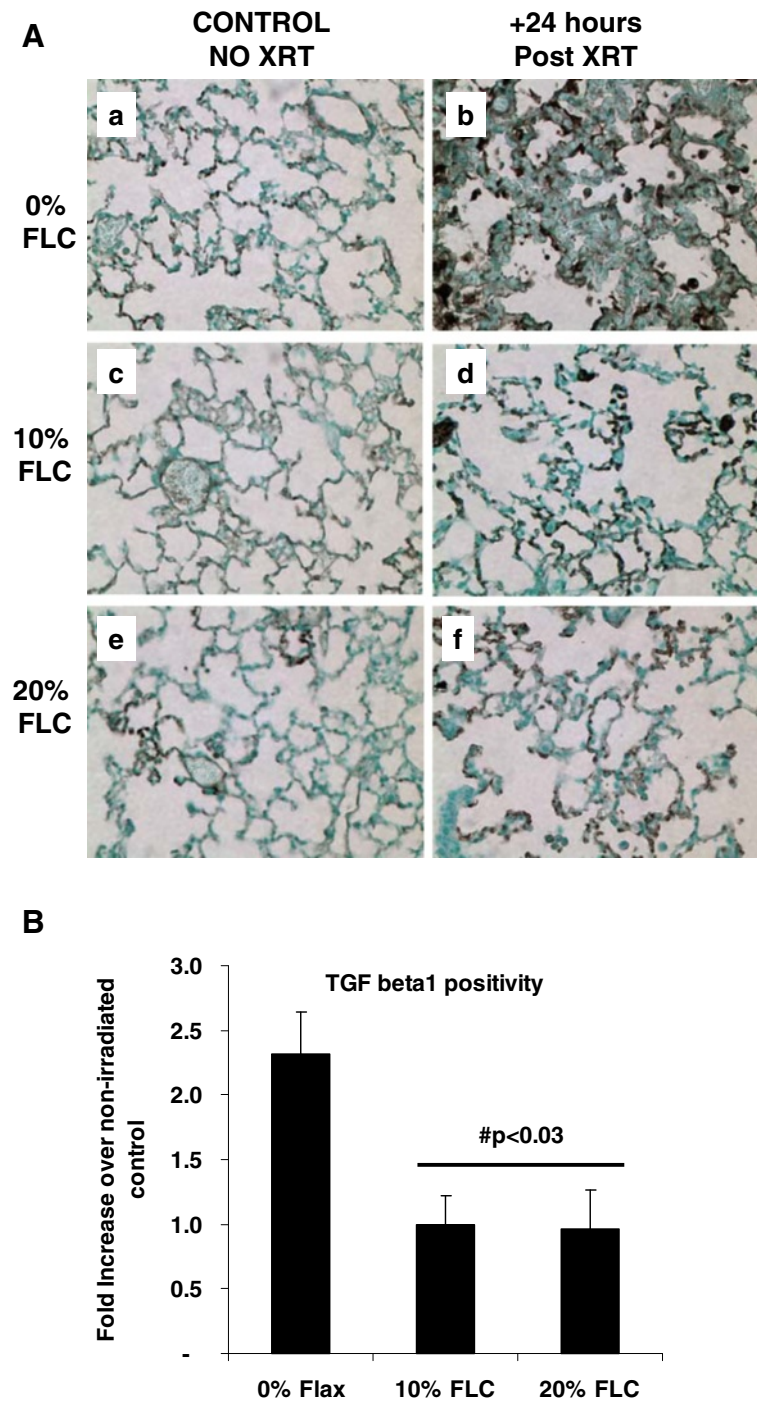 A
CONTROL
NO XRT
+24 hours
Post XRT
a
b
0%
FLC
c
d
10%
FLC
e
f
20%
FLC
B
TGF beta1 positivity
Fold Increase over non-irradiated
control
3.0
2.5
2.0
1.5
1.0
0.5
-
#p<0.03
0% Flax
10% FLC
20% FLC